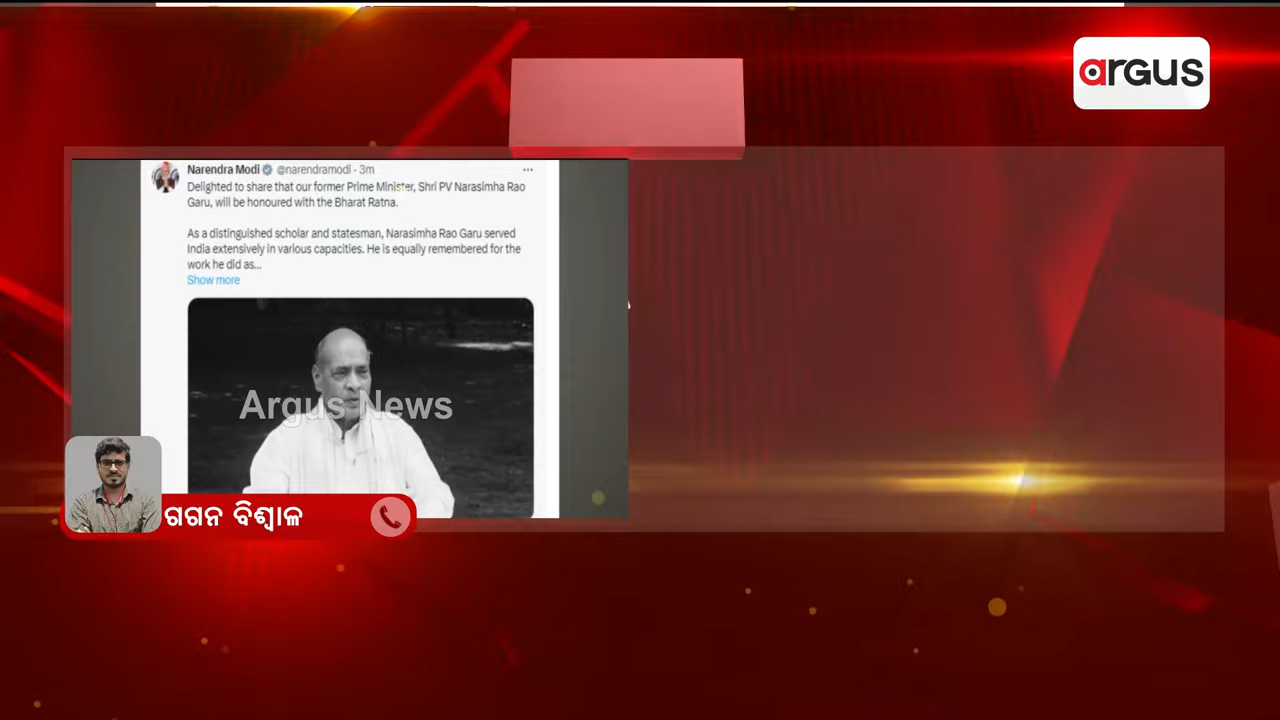 argus
Narendra Modi @narendramodi · 3m
Delighted to share that our former Prime Minister, Shri PV Narasimha Rao
Garu, will be honoured with the Bharat Ratna.
As a distinguished scholar and statesman, Narasimha Rao Garu served
India extensively in various capacities. He is equally remembered for the
work he did as...
Show more
Argus News
ଗଗନ ବିଶ୍ୱାଳ